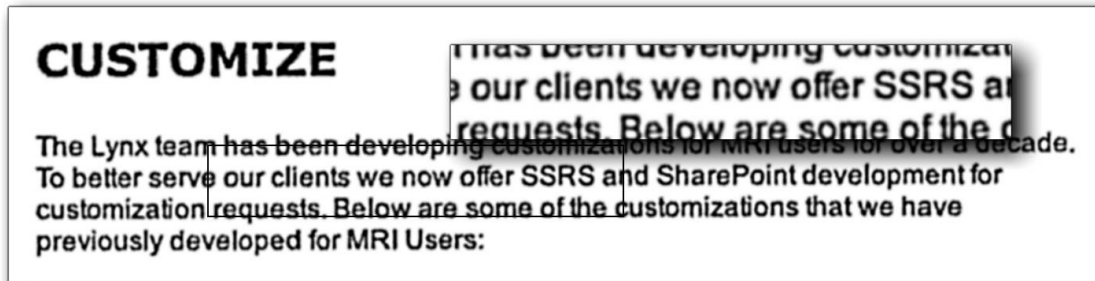 CUSTOMIZE
has been developing customizat
our clients we now offer SSRS
requests. Below are some of the
The Lynx team has been developing customizations for MRI users for over a decade.
To better serve our clients we now offer SSRS and SharePoint development for
customization requests. Below are some of the customizations that we have
previously developed for MRI Users: